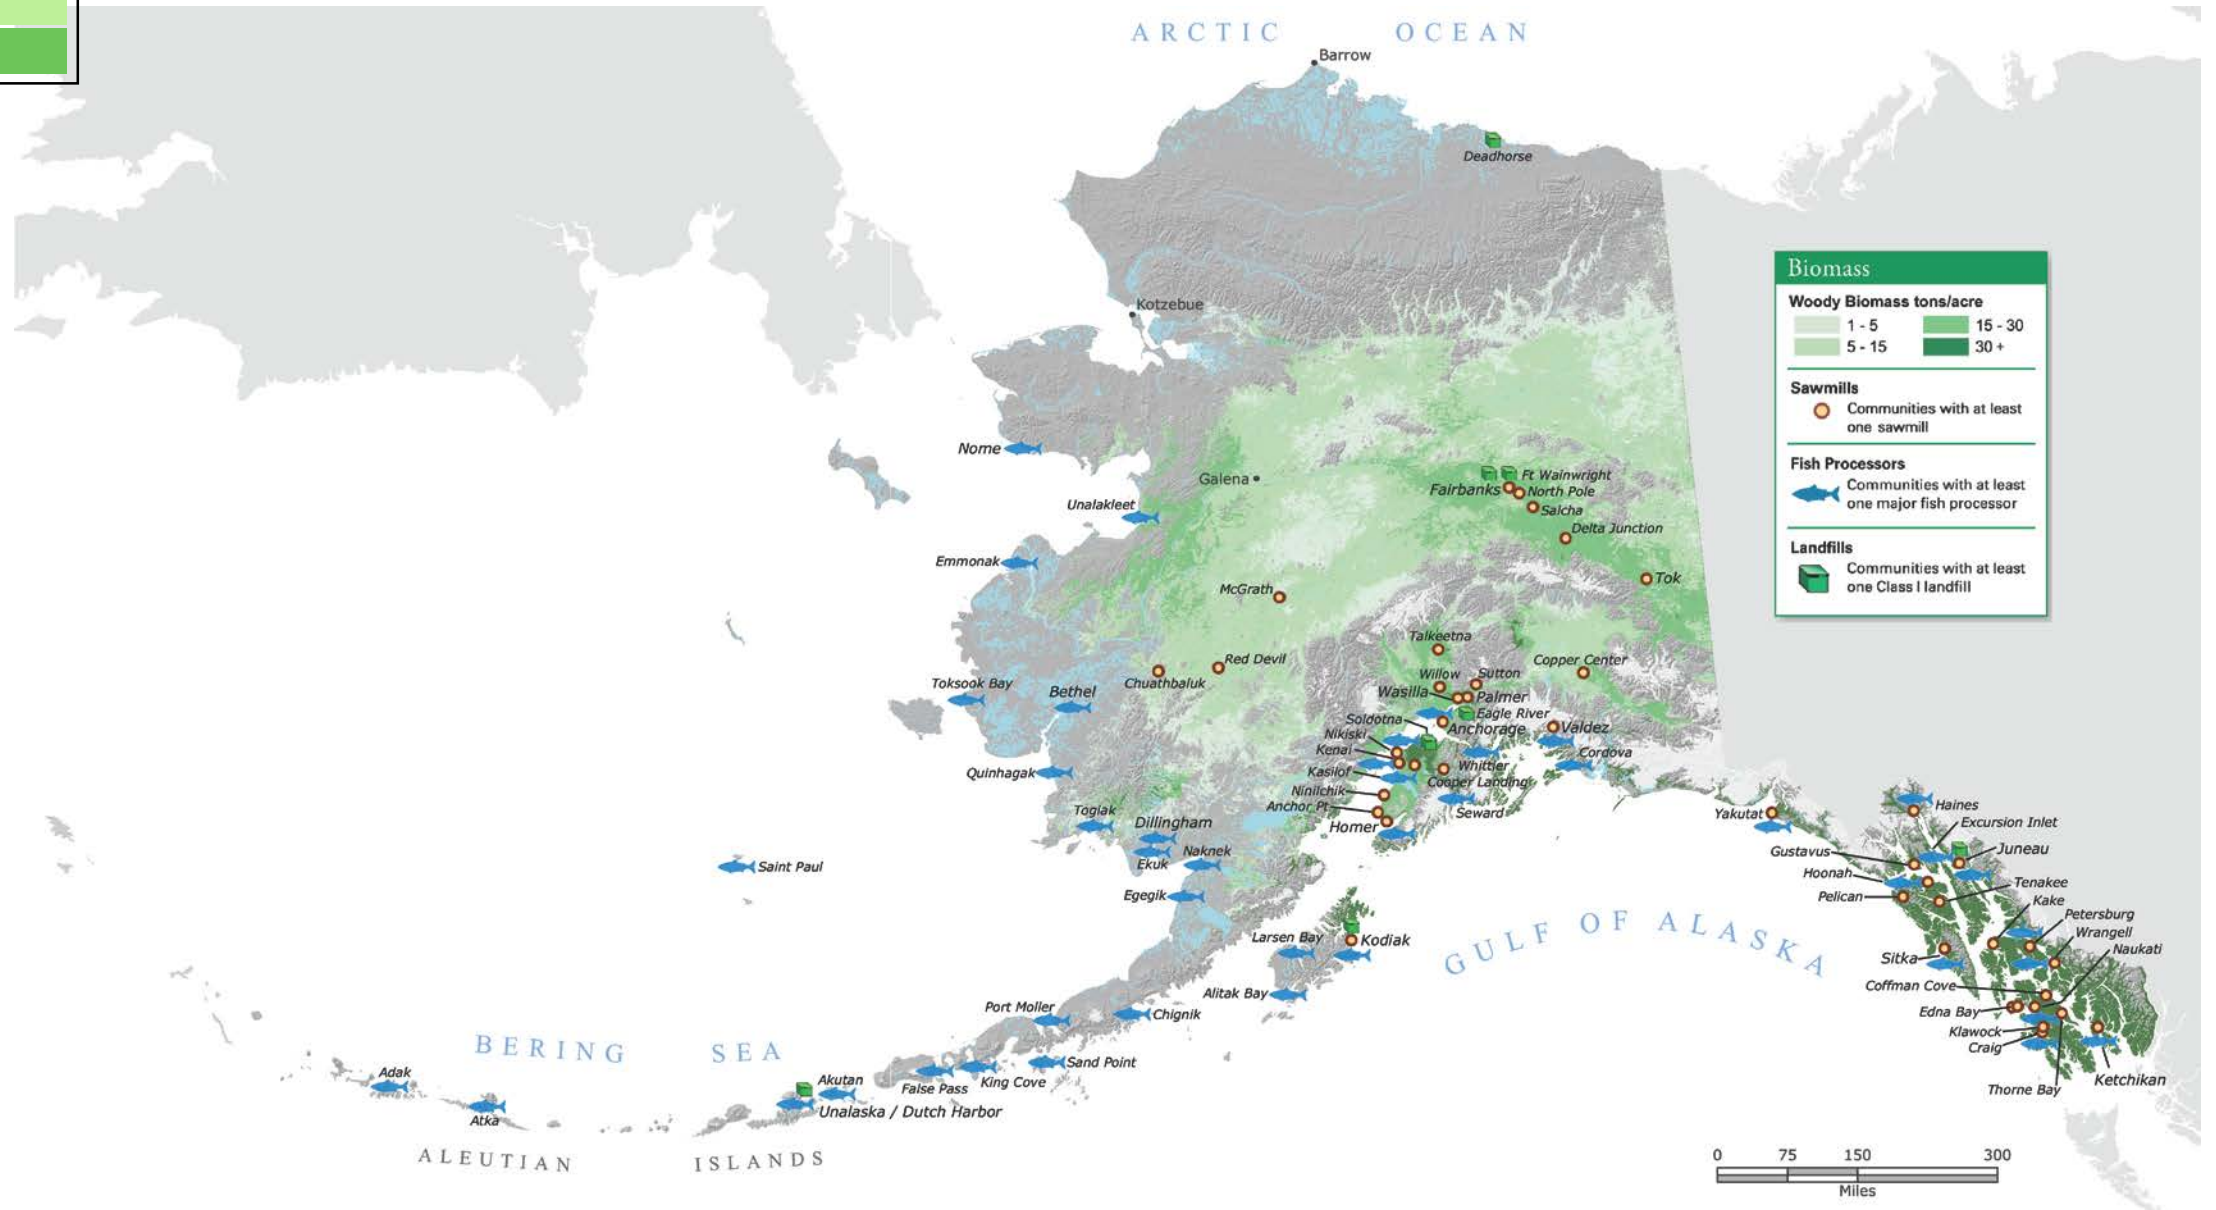 ARCTIC OCEAN
Barrow
Deadhorse
Kotzebue
Biomass
Woody Biomass tons/acre
1 - 5
15 - 30
5 - 15
30 +
Sawmills
Communities with at least
one sawmill
Fish Processors
Communities with at least
one major fish processor
Landfills
Communities with at least
one Class I landfill
Nome
Galena
Ft Wainwright
Fairbanks
North Pole
Salcha
Unalakleet
Delta Junction
Emmonak
McGrath
Tok
Talkeetna
Red Devil
Copper Center
Chuathbaluk
Willow
Sutton
Toksook Bay
Bethel
Wasilla
Palmer
Eagle River
Soldotna
Anchorage
Valdez
Nikiski
Kenai
Cordova
Whittier
Quinhagak
Kasilof
Cooper Landing
Ninilchik
Anchor Pt
Seward
Homer
Togiak
Dillingham
Ekuk
Naknek
Saint Paul
Egegik
Yakutat
Haines
Excursion Inlet
Gustavus
Juneau
Hoonah
Tenakee
Pelican
Kake
Petersburg
Wrangell
Naukati
Larsen Bay
Kodiak
GULF OF ALASKA
Sitka
Coffman Cove
Alitak Bay
Port Moller
Chignik
Edna Bay
Klawock
Craig
BERING SEA
Sand Point
Adak
Akutan
False Pass
King Cove
Thorne Bay
Ketchikan
Unalaska / Dutch Harbor
Atka
ALEUTIAN ISLANDS
0 75 150 300
Miles